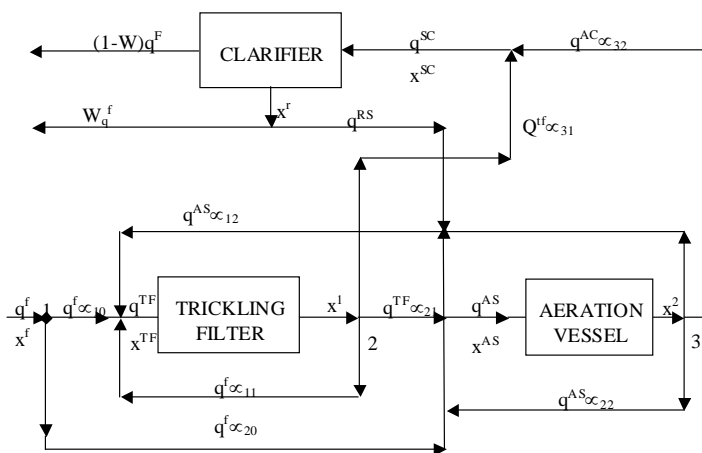 (1-W)q^F
CLARIFIER
q^SC
x^SC
q^AC∝32
W_q^f
x^r
q^RS
Q^tf∝31
q^AS∝12
q^f
1
q^f∝10
q^TF
TRICKLING
FILTER
x^1
q^TF∝21
q^AS
AERATION
VESSEL
x^2
x^f
x^TF
2
x^AS
3
q^f∝11
q^AS∝22
q^f∝20